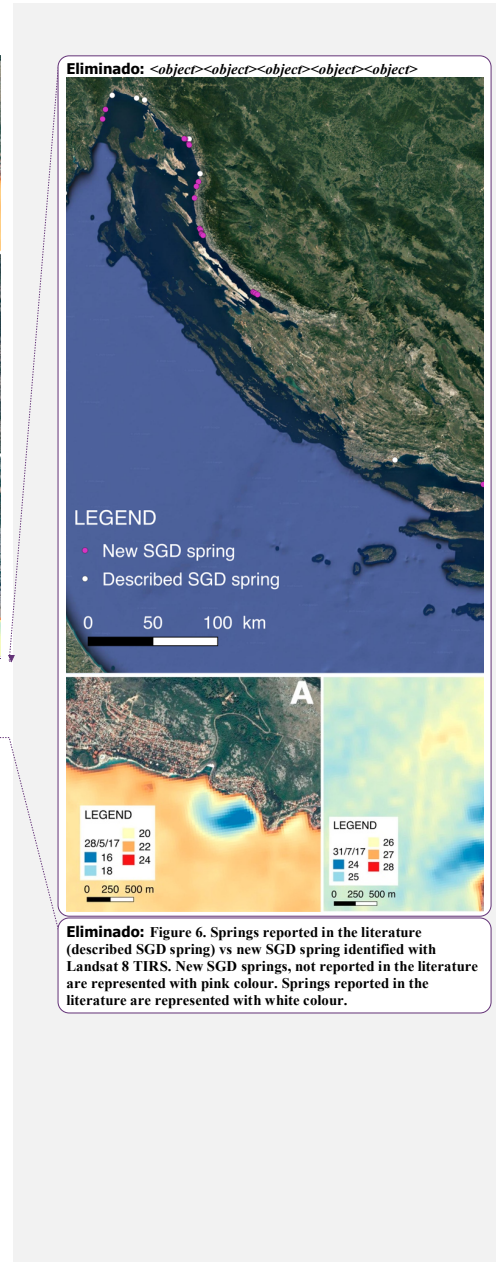 Eliminado: <object><object><object><object><object>
LEGEND
New SGD spring
Described SGD spring
0 50 100 km
A
LEGEND
28/5/17
16
18
20
22
24
0 250 500 m
LEGEND
31/7/17
24
25
26
27
28
0 250 500 m
Eliminado: Figure 6. Springs reported in the literature
(described SGD spring) vs new SGD spring identified with
Landsat 8 TIRS. New SGD springs, not reported in the literature
are represented with pink colour. Springs reported in the
literature are represented with white colour.